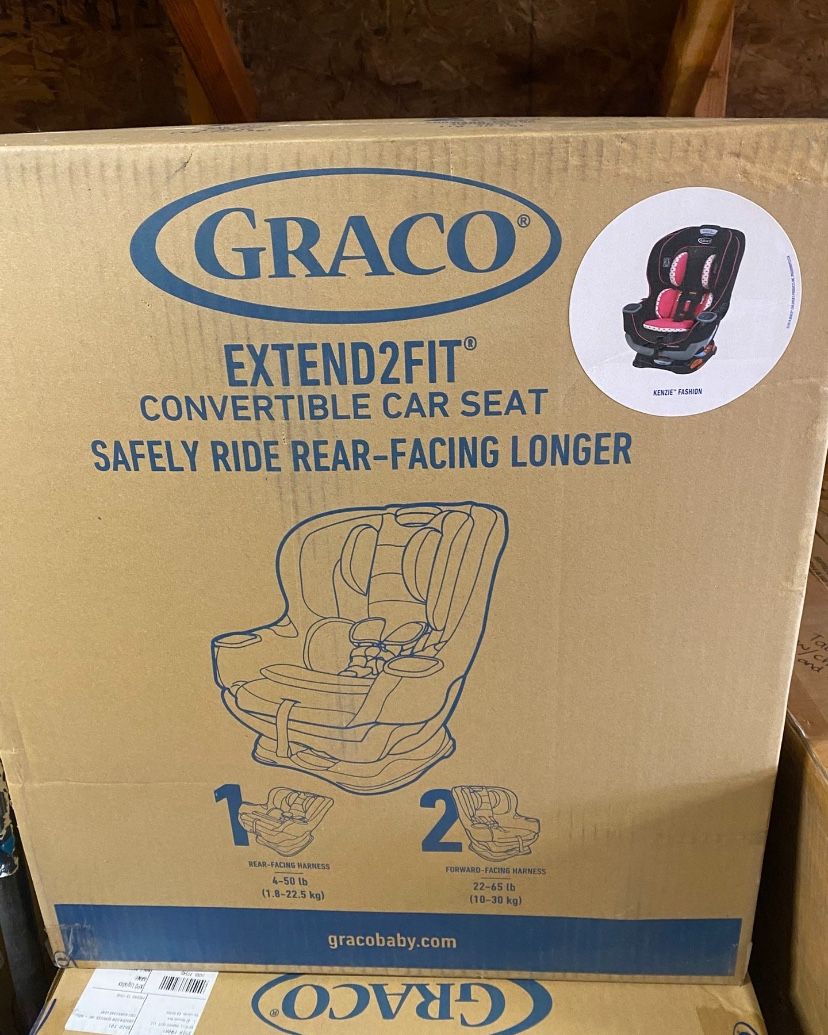 GRACO®
EXTEND2FIT®
CONVERTIBLE CAR SEAT
SAFELY RIDE REAR-FACING LONGER
GRACO
KENZIE™ FASHION
1
REAR-FACING HARNESS
4-50 lb
(1.8-22.5 kg)
2
FORWARD-FACING HARNESS
22-65 lb
(10-30 kg)
gracobaby.com
GRACO